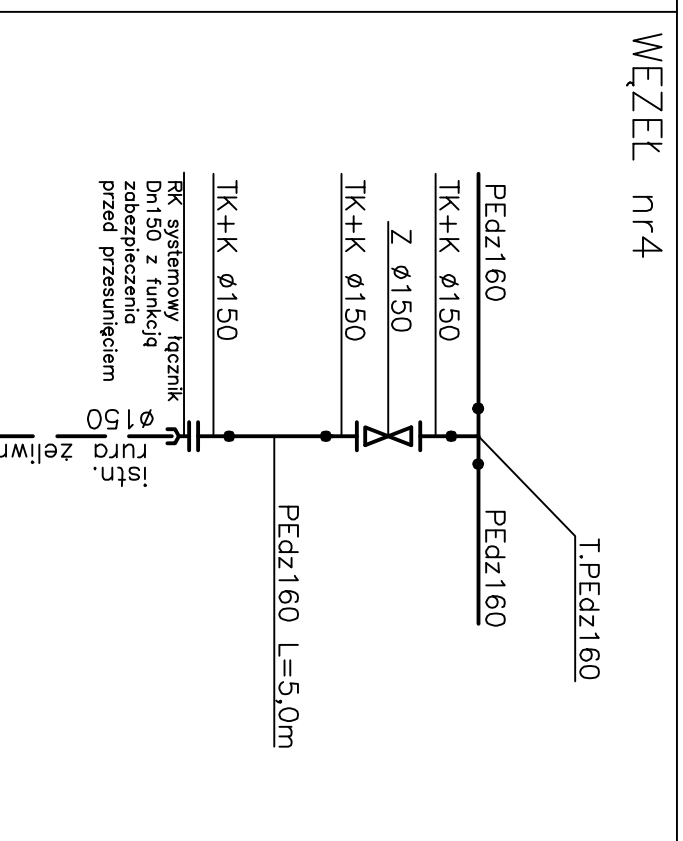 WĘZEŁ nr4
T.PEdz160
PEdz160
PEdz160
TK+K ø150
Z ø150
TK+K ø150
PEdz160 L=5,0m
TK+K ø150
RK systemowy łącznik
Dn150 z funkcją
zabezpieczenia
przed przesunięciem
istn.
rura żeliwn
ø150